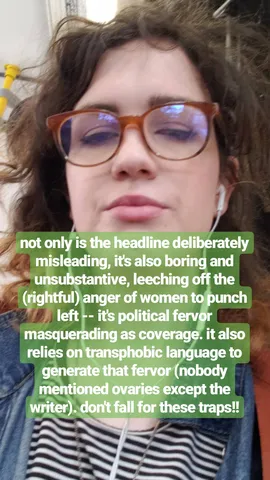 not only is the headline deliberately
misleading, it's also boring and
unsubstantive, leeching off the
(rightful) anger of women to punch
left -- it's political fervor
masquerading as coverage. it also
relies on transphobic language to
generate that fervor (nobody
mentioned ovaries except the
writer). don't fall for these traps!!